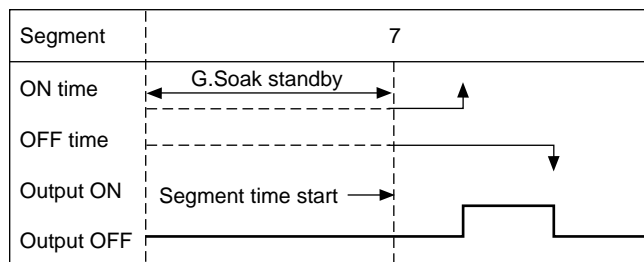 Segment 7
ON time G.Soak standby
OFF time
Output ON Segment time start
Output OFF